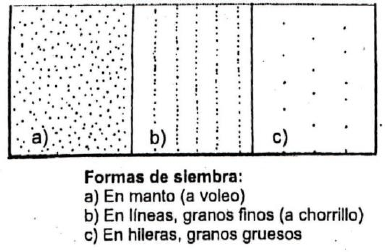 a) b) c)
Formas de siembra:
a) En manto (a voleo)
b) En líneas, granos finos (a chorrillo)
c) En hileras, granos gruesos